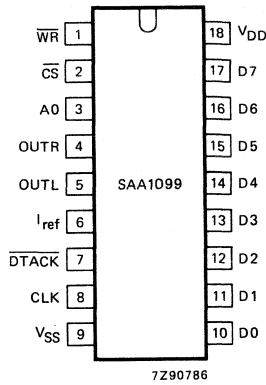 WR 1 18 VDD
CS 2 17 D7
A0 3 16 D6
OUTR 4 15 D5
OUTL 5 SAA1099 14 D4
Iref 6 13 D3
DTACK 7 12 D2
CLK 8 11 D1
VSS 9 10 D0
7Z90786